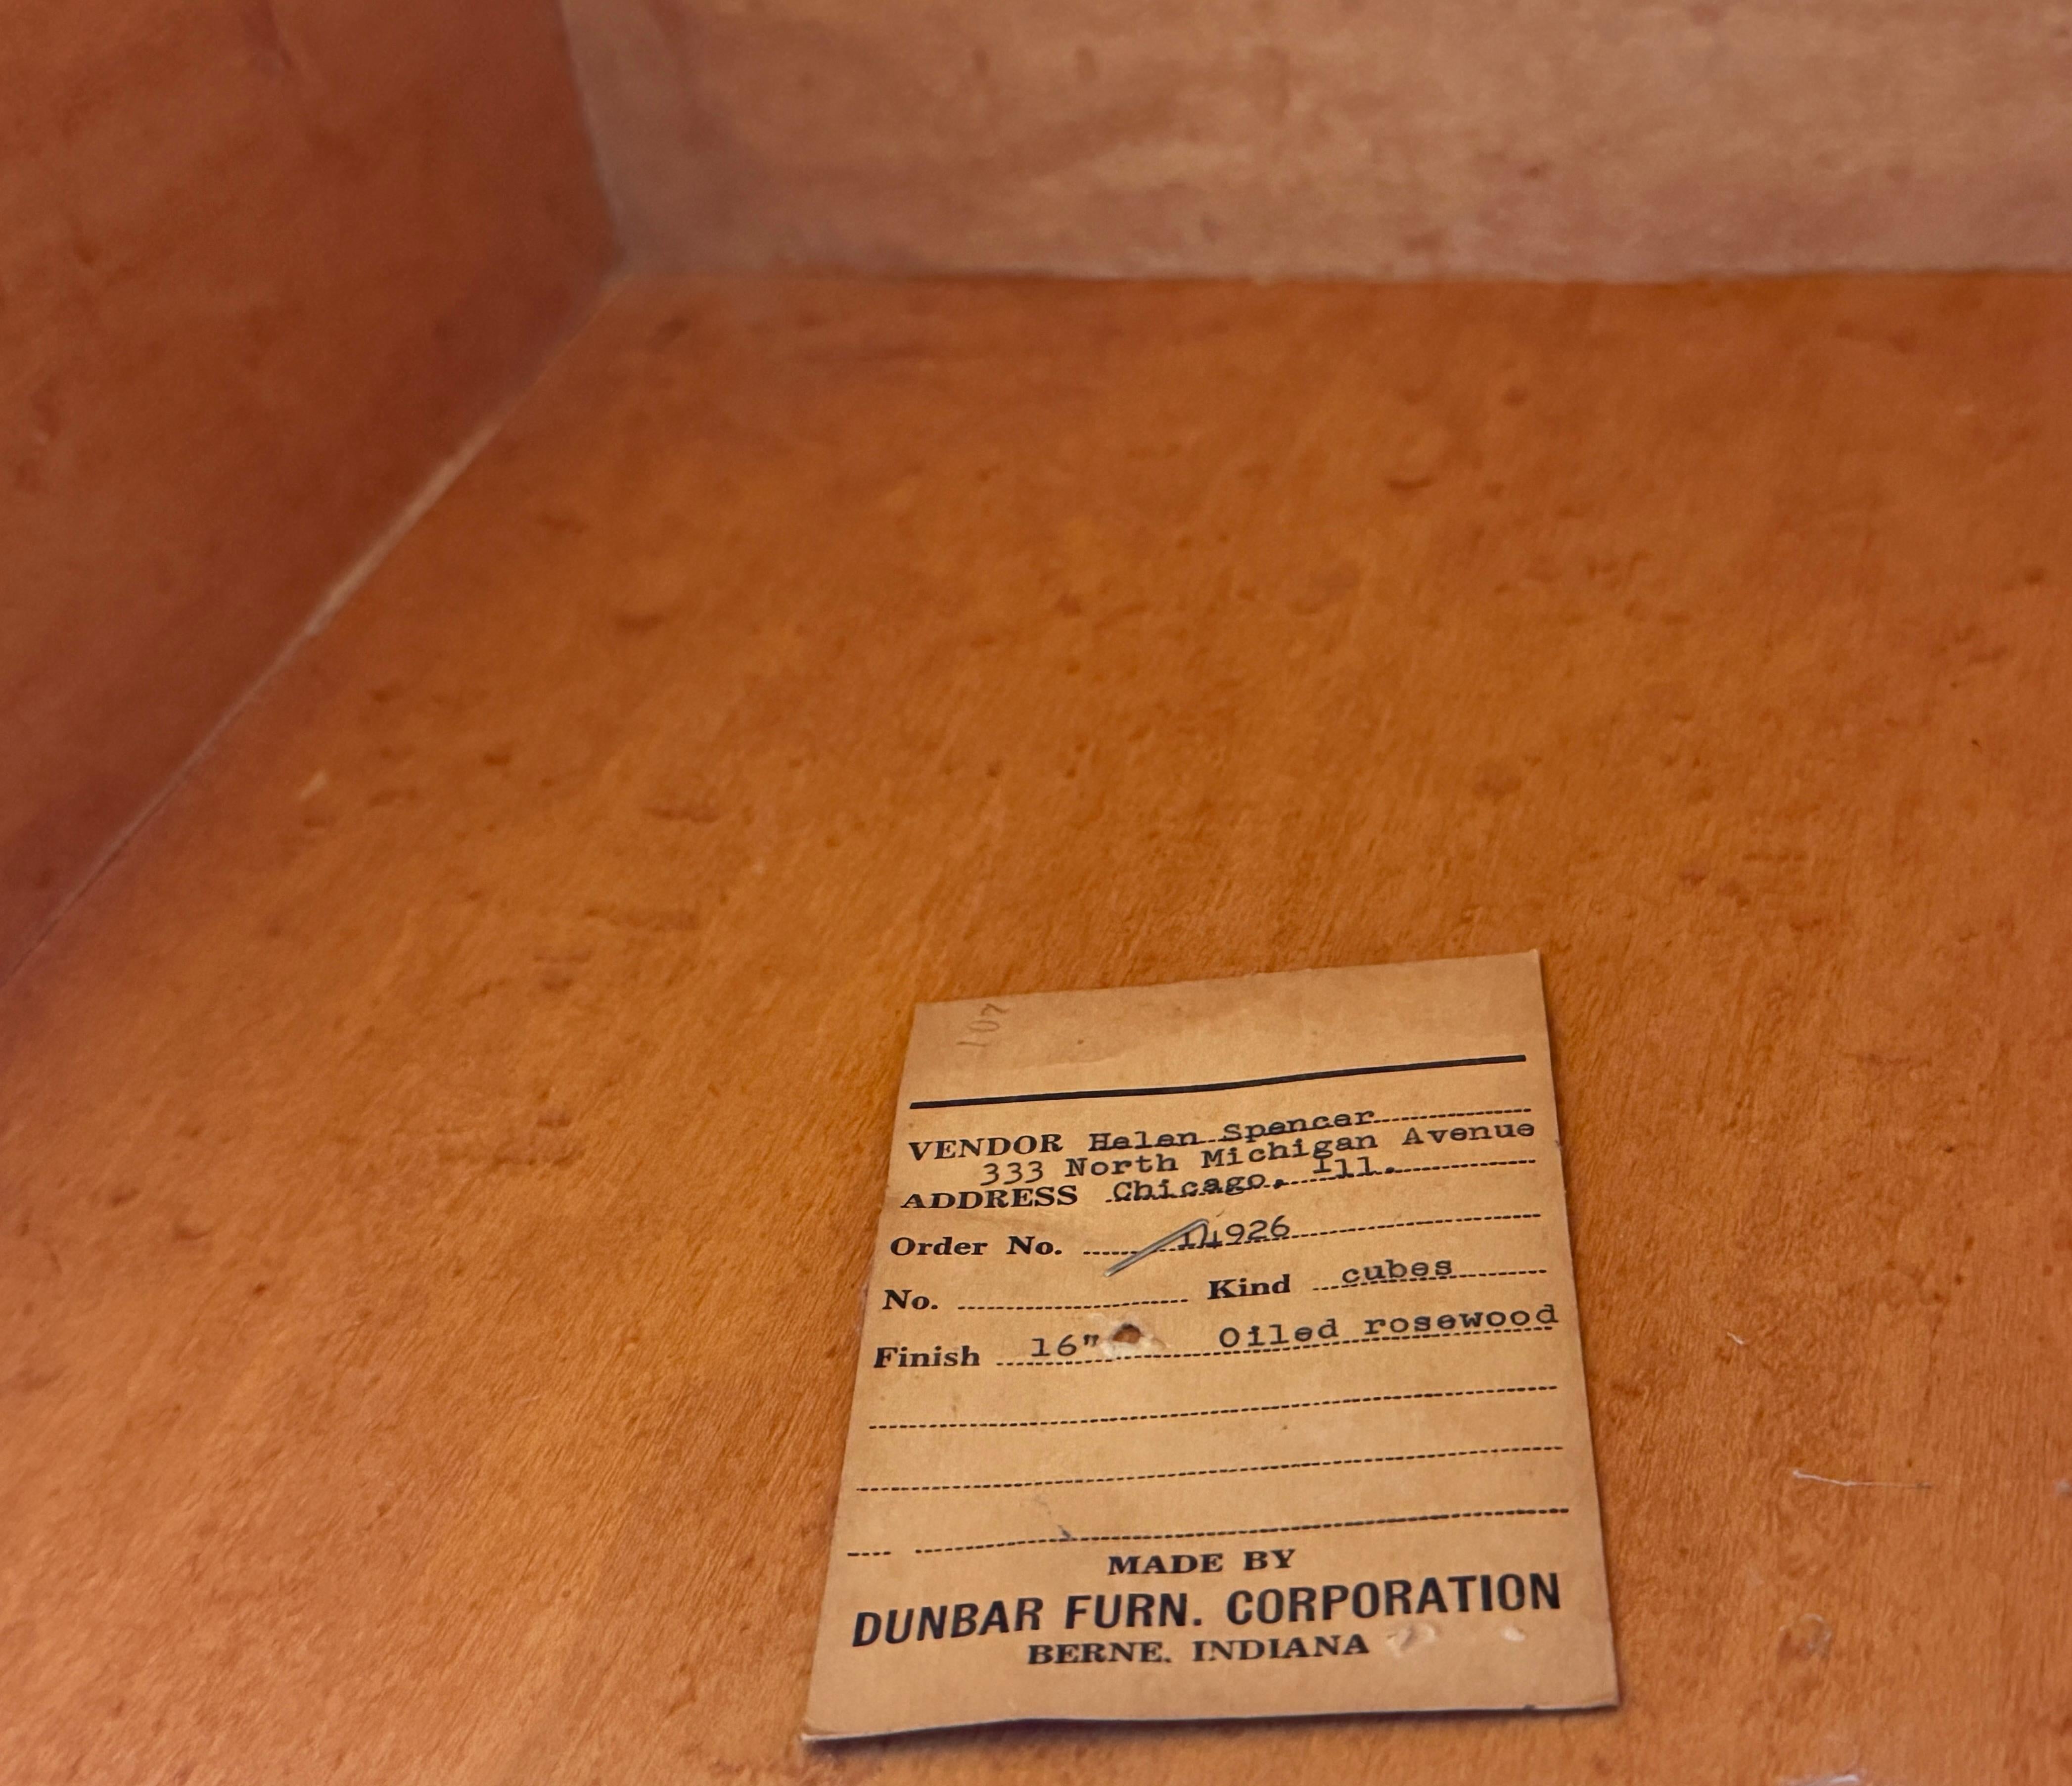 107
VENDOR Helen Spencer
333 North Michigan Avenue
ADDRESS Chicago, Ill.
Order No. 14926
No. Kind cubes
Finish 16" Oiled rosewood
MADE BY
DUNBAR FURN. CORPORATION
BERNE, INDIANA